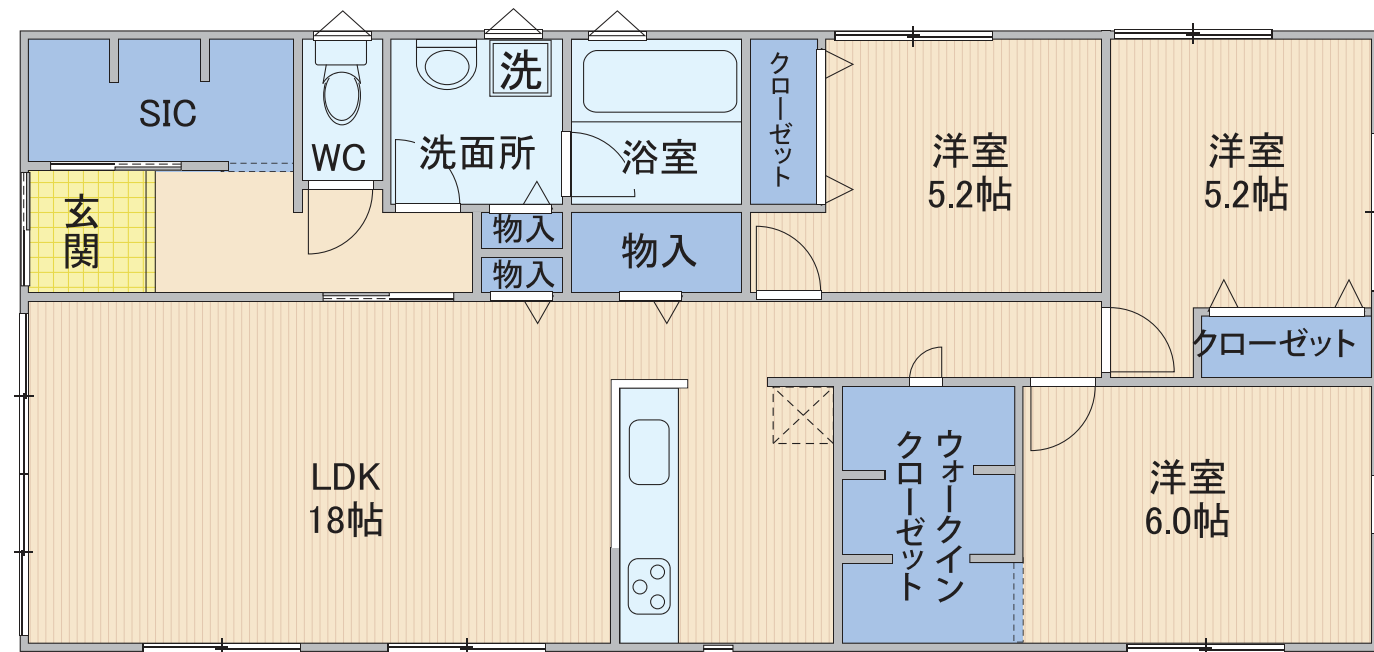 SIC
WC
洗
洗面所
浴室
クローゼット
洋室
5.2帖
洋室
5.2帖
玄
関
物入
物入
物入
クローゼット
LDK
18帖
ウォークイン
クローゼット
洋室
6.0帖